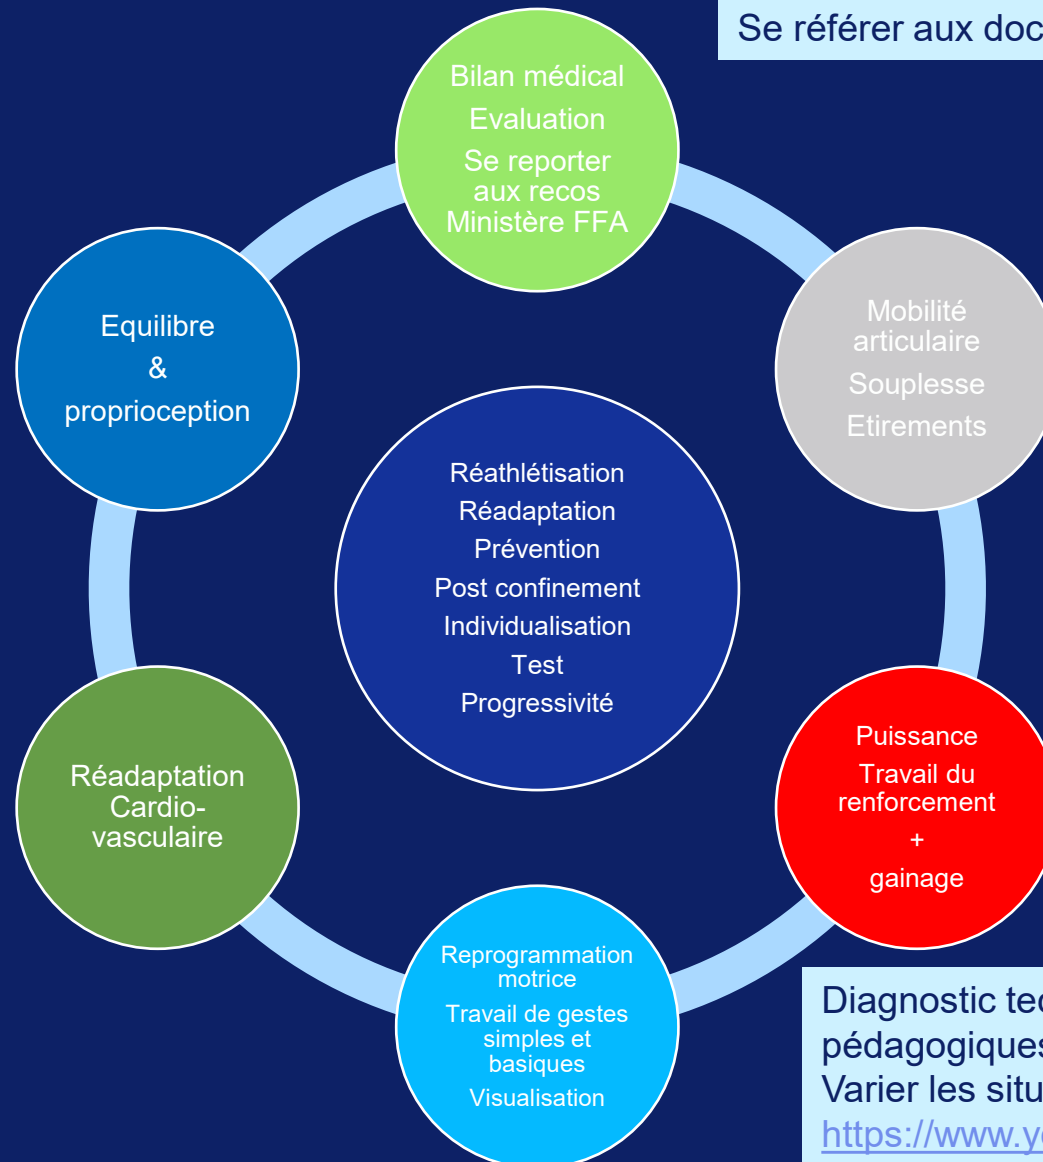 Se référer aux doc
Bilan médical
Evaluation
Se reporter
aux recos
Ministère FFA
Equilibre
&
proprioception
Mobilité
articulaire
Souplesse
Etirements
Réathlétisation
Réadaptation
Prévention
Post confinement
Individualisation
Test
Progressivité
Réadaptation
Cardio-
vasculaire
Puissance
Travail du
renforcement
+
gainage
Reprogrammation
motrice
Travail de gestes
simples et
basiques
Visualisation
Diagnostic tec
pédagogiques
Varier les situ
https://www.y